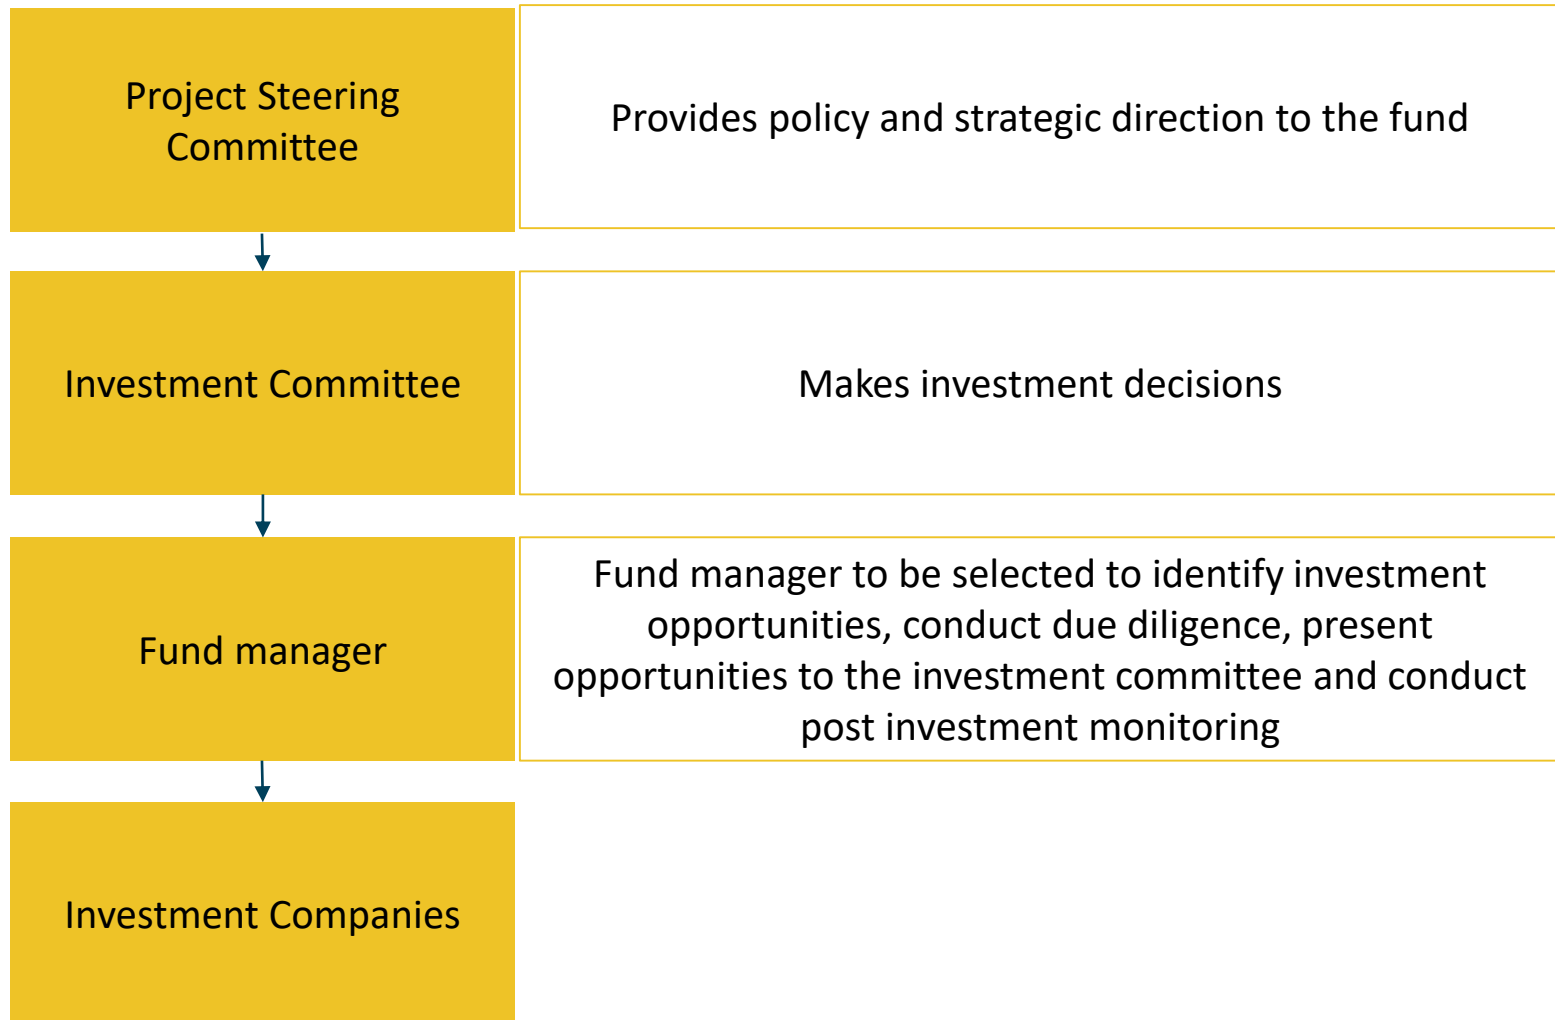 Project Steering
Committee
Provides policy and strategic direction to the fund
Investment Committee
Makes investment decisions
Fund manager
Fund manager to be selected to identify investment
opportunities, conduct due diligence, present
opportunities to the investment committee and conduct
post investment monitoring
Investment Companies